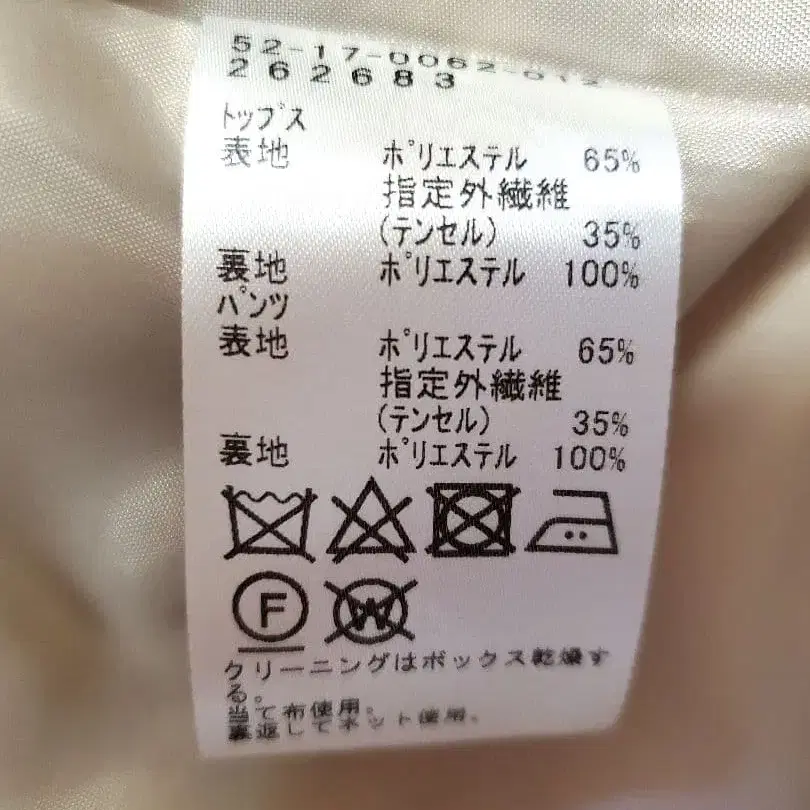 52-17-0062-012
262683
トップス
表地 ポリエステル 65%
指定外繊維
(テンセル) 35%
裏地 ポリエステル 100%
パンツ
表地 ポリエステル 65%
指定外繊維
(テンセル) 35%
裏地 ポリエステル 100%
F W
クリーニングはボックス乾燥す
る。
当て布使用。
裏返してネット使用。